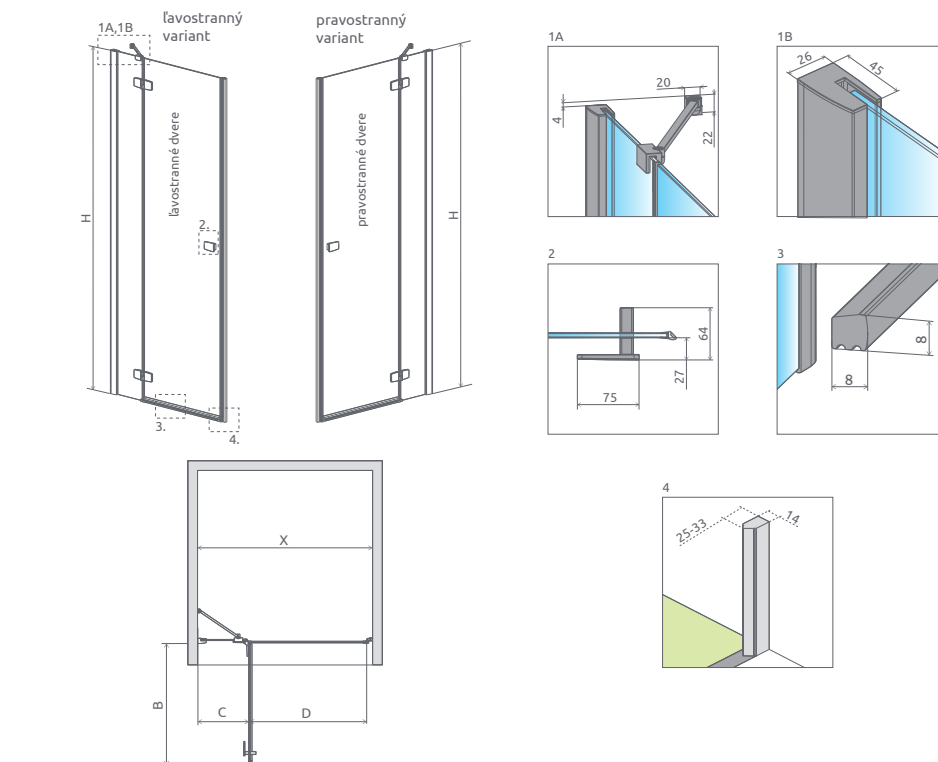 ľavostranný
variant
pravostranný
variant
1A,1B
ľavostranné dvere
pravostranné dvere
H
H
2.
3.
4.
1A
20
4
22
1B
26
45
2
64
27
75
3
8
8
X
B
C
D
4
25-33
14